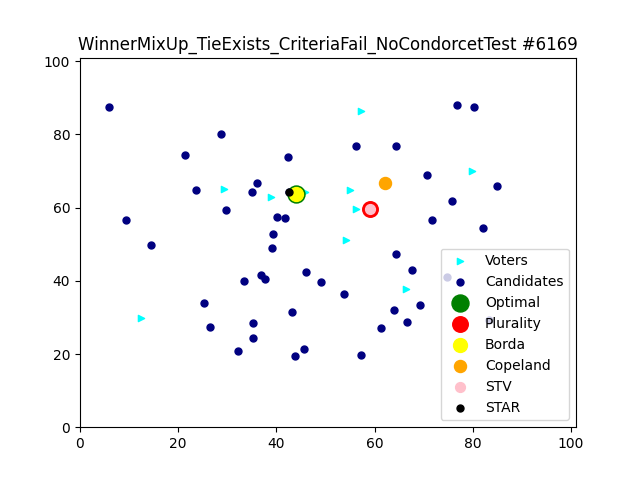 WinnerMixUp_TieExists_CriteriaFail_NoCondorcetTest #6169
100
80
60
40
20
0
0 20 40 60 80 100
Voters
Candidates
Optimal
Plurality
Borda
Copeland
STV
STAR